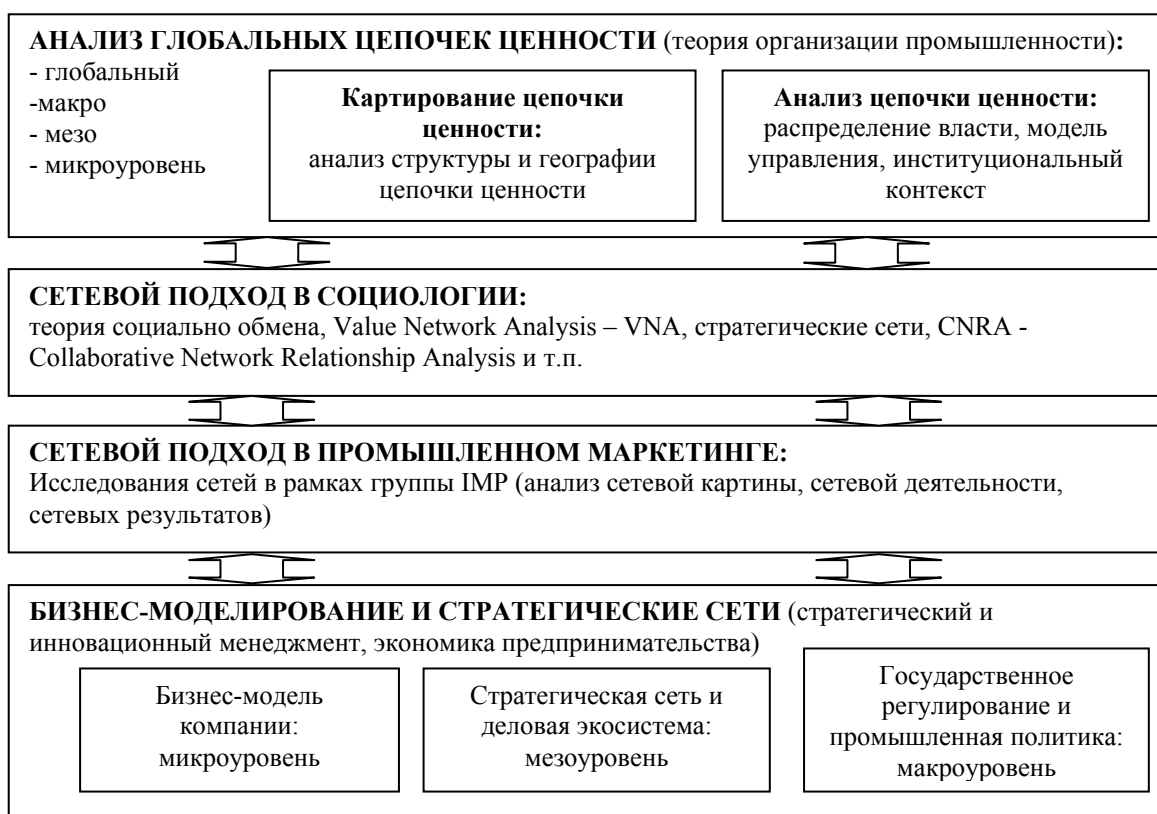 АНАЛИЗ ГЛОБАЛЬНЫХ ЦЕПОЧЕК ЦЕННОСТИ (теория организации промышленности):
- глобальный
-макро
- мезо
- микроуровень
Картирование цепочки
ценности:
анализ структуры и географии
цепочки ценности
Анализ цепочки ценности:
распределение власти, модель
управления, институциональный
контекст
СЕТЕВОЙ ПОДХОД В СОЦИОЛОГИИ:
теория социально обмена, Value Network Analysis – VNA, стратегические сети, CNRA -
Collaborative Network Relationship Analysis и т.п.
СЕТЕВОЙ ПОДХОД В ПРОМЫШЛЕННОМ МАРКЕТИНГЕ:
Исследования сетей в рамках группы IMP (анализ сетевой картины, сетевой деятельности,
сетевых результатов)
БИЗНЕС-МОДЕЛИРОВАНИЕ И СТРАТЕГИЧЕСКИЕ СЕТИ (стратегический и
инновационный менеджмент, экономика предпринимательства)
Бизнес-модель
компании:
микроуровень
Стратегическая сеть и
деловая экосистема:
мезоуровень
Государственное
регулирование и
промышленная политика:
макроуровень